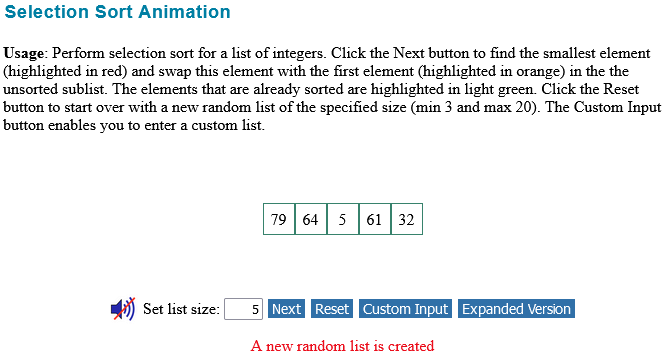 Selection Sort Animation
Usage: Perform selection sort for a list of integers. Click the Next button to find the smallest element
(highlighted in red) and swap this element with the first element (highlighted in orange) in the the
unsorted sublist. The elements that are already sorted are highlighted in light green. Click the Reset
button to start over with a new random list of the specified size (min 3 and max 20). The Custom Input
button enables you to enter a custom list.
79 64 5 61 32
Set list size: 5 Next Reset Custom Input Expanded Version
A new random list is created